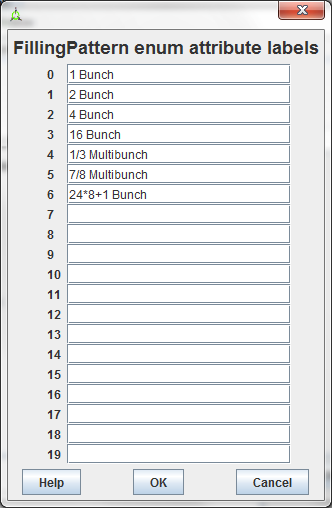 FillingPattern enum attribute labels
0 1 Bunch
1 2 Bunch
2 4 Bunch
3 16 Bunch
4 1/3 Multibunch
5 7/8 Multibunch
6 24*8+1 Bunch
7
8
9
10
11
12
13
14
15
16
17
18
19
Help OK Cancel